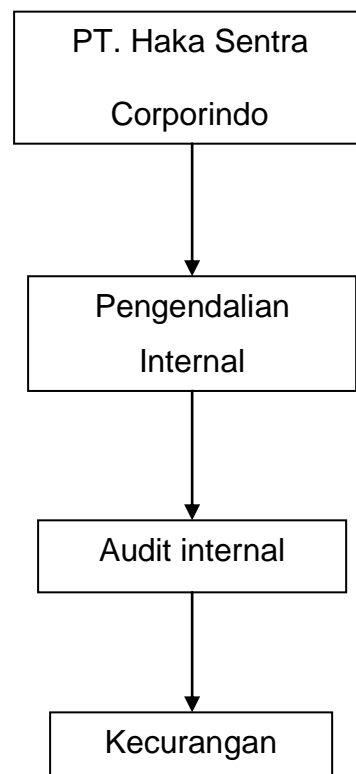 PT. Haka Sentra
Corporindo
Pengendalian
Internal
Audit internal
Kecurangan